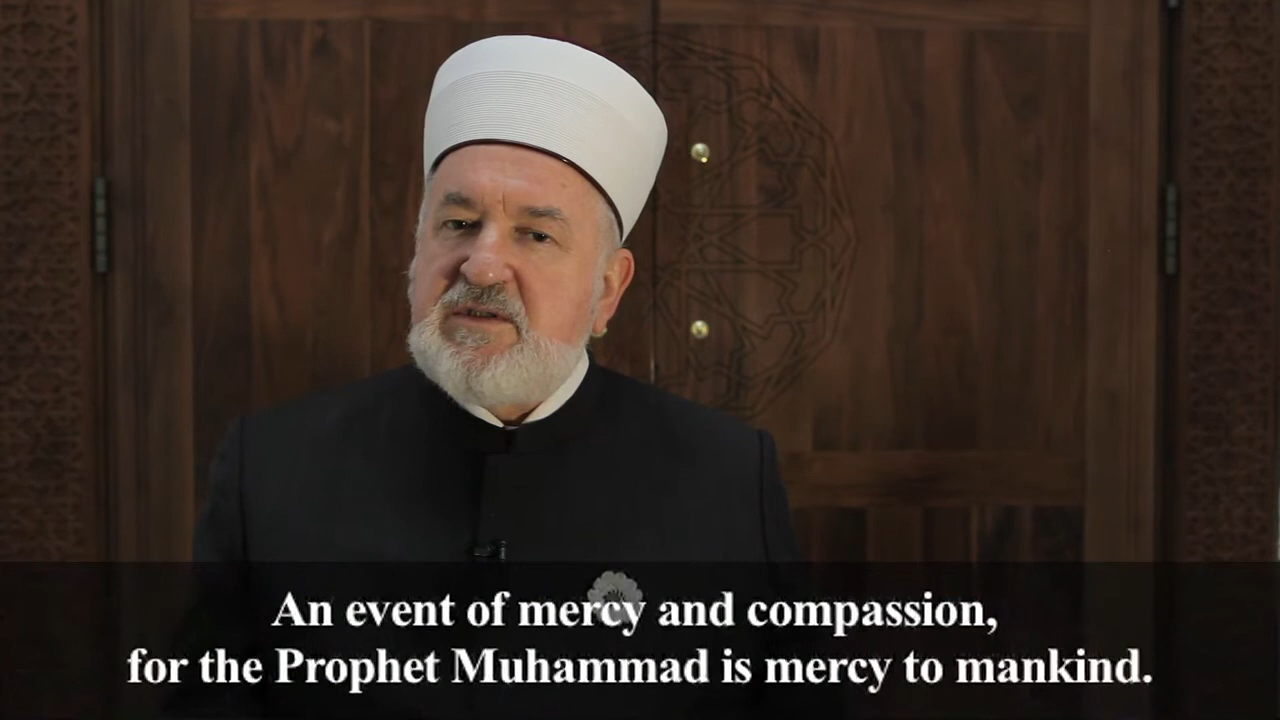 An event of mercy and compassion,
for the Prophet Muhammad is mercy to mankind.